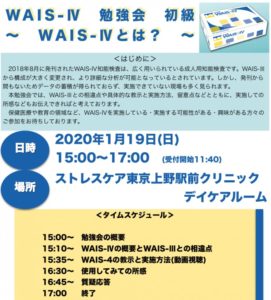 WAIS-Ⅳ 勉強会 初級
～ WAIS-Ⅳとは？ ～
＜はじめに＞
2018年8月に発刊されたWAIS-Ⅳ知能検査は、広く用いられている成人用知能検査です。WAIS-Ⅲ
から構成が大きく変更され、より詳細な分析が可能となっているとされています。しかし、発刊から
間もないためデータの蓄積が得られておらず、実施できていない現場も多く見られます。
本勉強会では、WAIS-Ⅲとの相違点や具体的な教示と実施方法、留意点などとともに、実施しての
所感などもお伝えできればと考えております。
保健医療や教育の領域など、WAIS-Ⅳを実施している・実施する可能性がある・興味がある方々の
ご参加をお待ちしております。
日時
2020年1月19日(日)
15:00〜17:00 (受付開始11:40)
場所
ストレスケア東京上野駅前クリニック
デイケアルーム
＜タイムスケジュール＞
15:00〜 勉強会の概要
15:10〜 WAIS-Ⅳの概要とWAIS-Ⅲとの相違点
15:35〜 WAIS-4の教示と実施方法(動画視聴)
16:30〜 使用してみての所感
16:45〜 質疑応答
17:00 終了